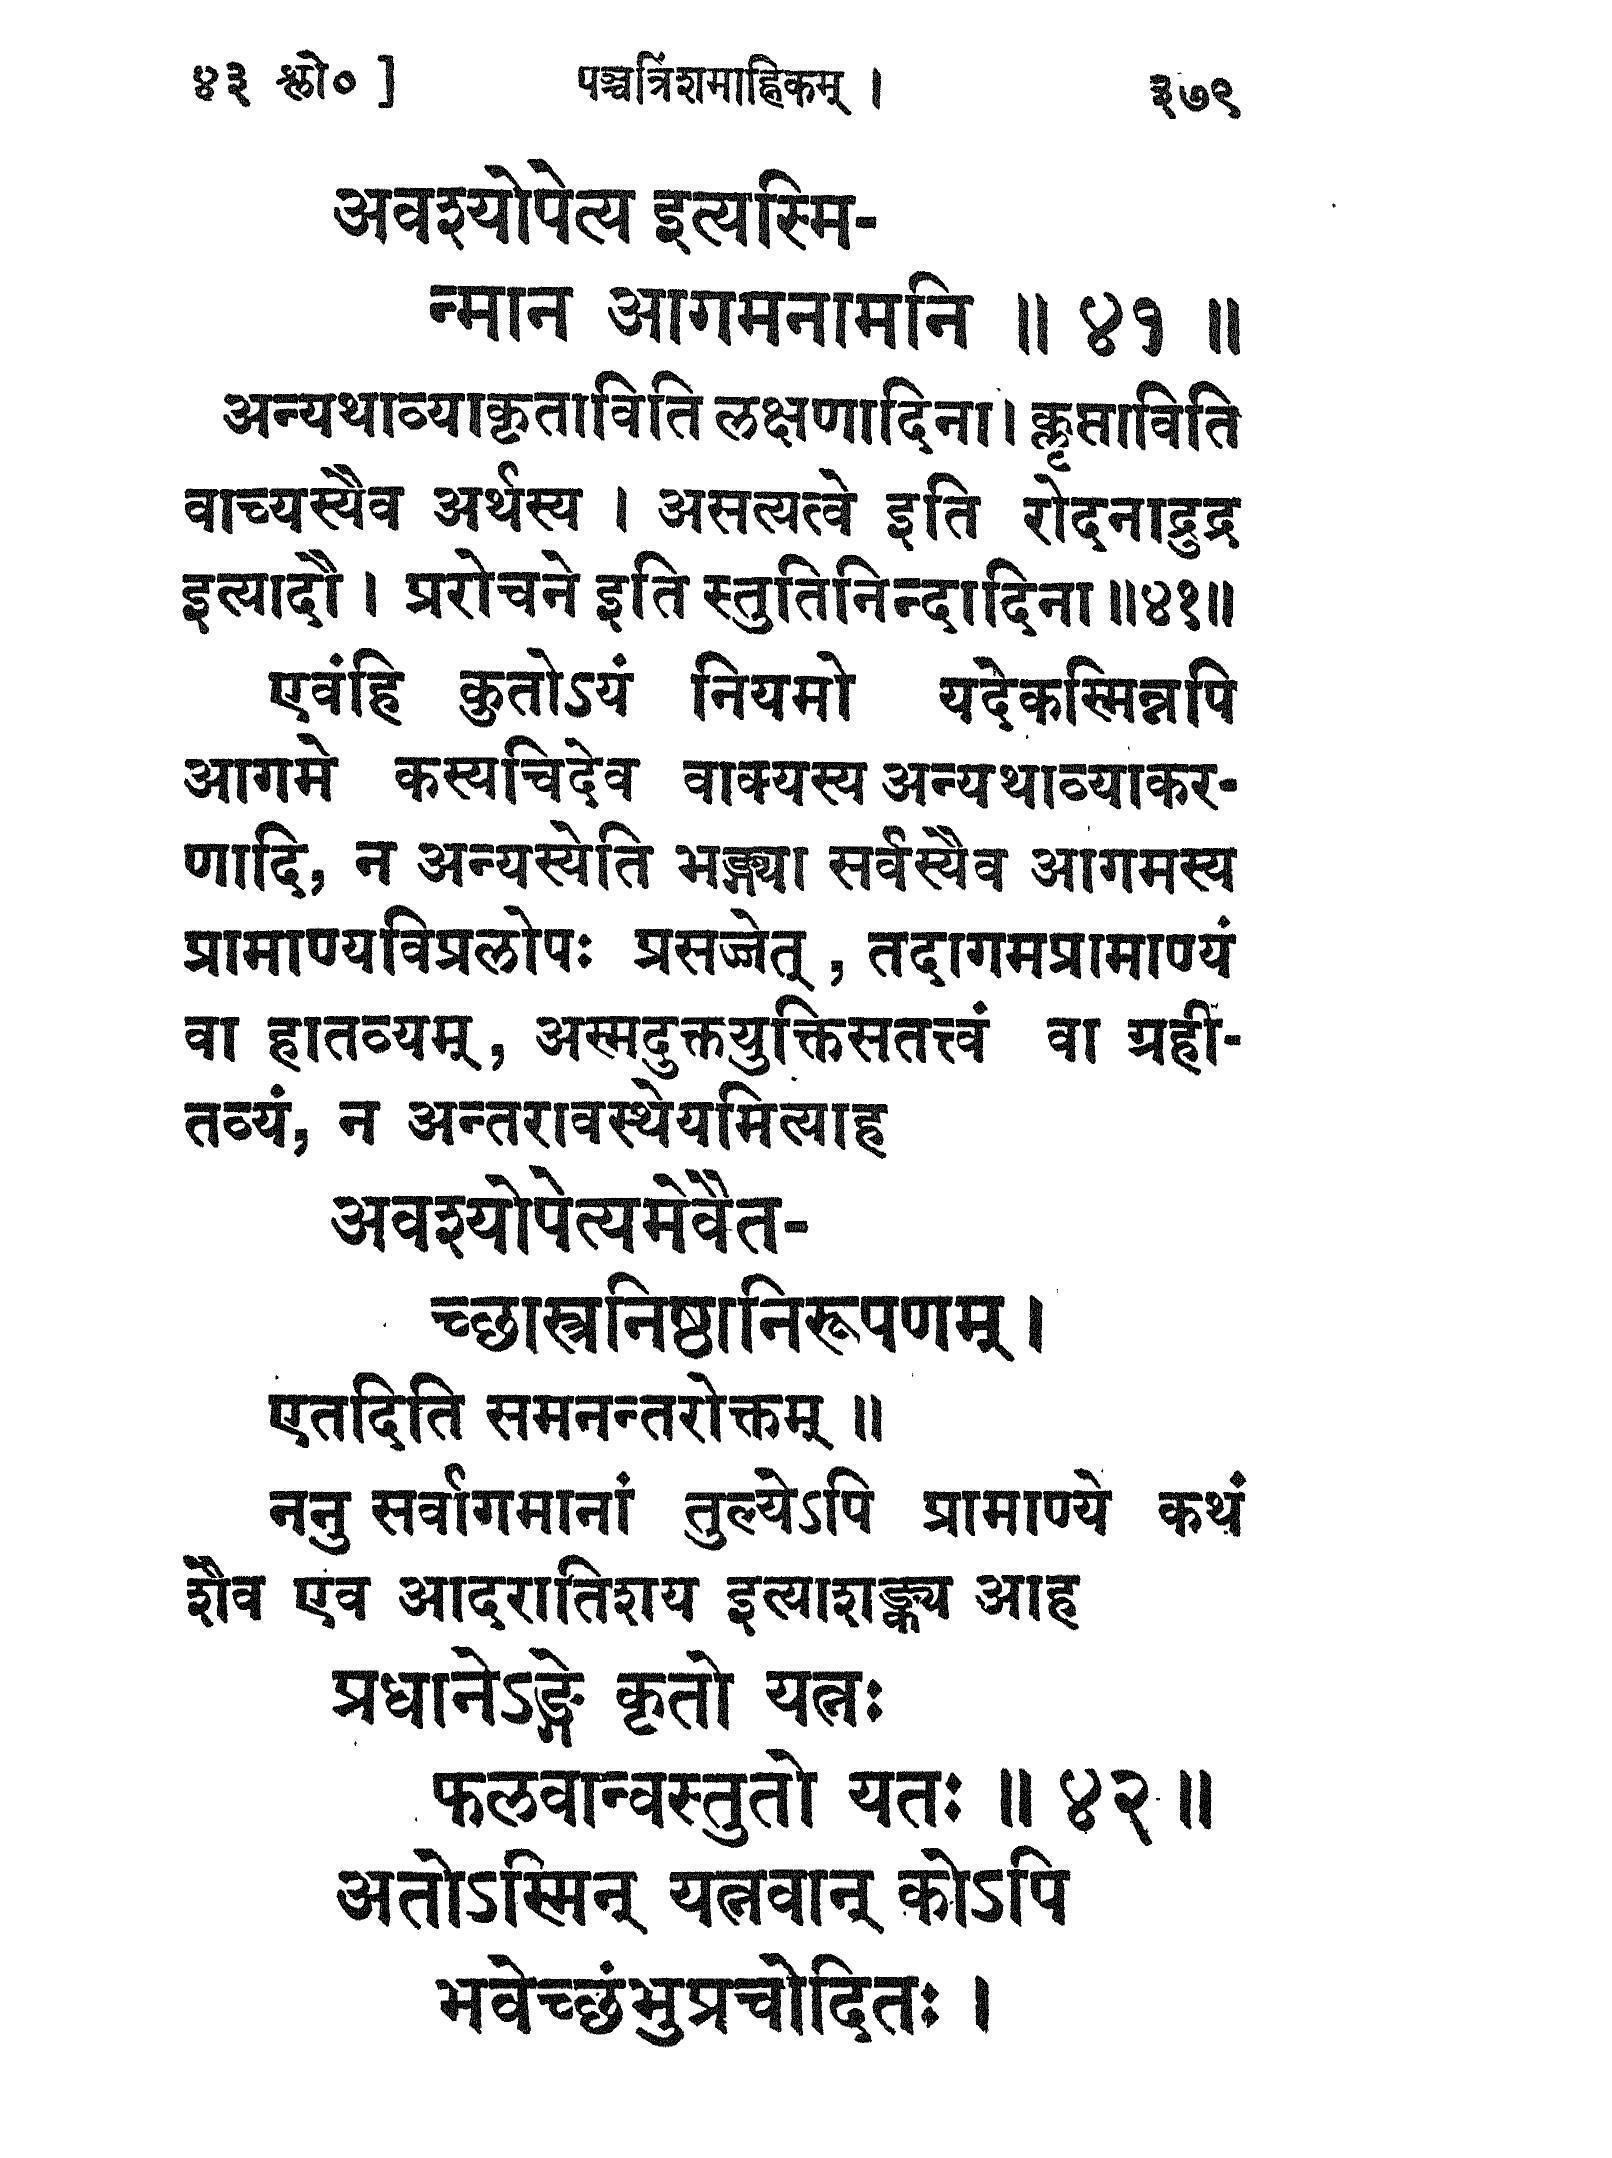 ४३ श्लो० ] पञ्चत्रिंशमाह्निकम् । ३७९
अवश्योपेत्य इत्यस्मि-
न्मान आगमनामनि ॥ ४१ ॥
अन्यथाव्याकृताविति लक्षणादिना । क्लृप्ताविति
वाच्यस्यैव अर्थस्य । असत्यत्वे इति रोदनाद्रुद्र
इत्यादौ । प्ररोचने इति स्तुतिनिन्दादिना ॥४१॥
एवंहि कुतोऽयं नियमो यदेकस्मिन्नपि
आगमे कस्यचिदेव वाक्यस्य अन्यथाव्याकर-
णादि, न अन्यस्येति भङ्ग्या सर्वस्यैव आगमस्य
प्रामाण्यविप्रलोपः प्रसज्जेत् , तदागमप्रामाण्यं
वा हातव्यम् , अस्मदुक्तयुक्तिसतत्त्वं वा ग्रही-
तव्यं, न अन्तरावस्थेयमित्याह
अवश्योपेत्यमेवैत-
च्छास्त्रनिष्ठानिरूपणम् ।
एतदिति समनन्तरोक्तम् ॥
ननु सर्वागमानां तुल्येऽपि प्रामाण्ये कथं
शैव एव आदरातिशय इत्याशङ्क्य आह
प्रधानेऽङ्गे कृतो यत्नः
फलवान्वस्तुतो यतः ॥ ४२ ॥
अतोऽस्मिन् यत्नवान् कोऽपि
भवेच्छंभुप्रचोदितः ।